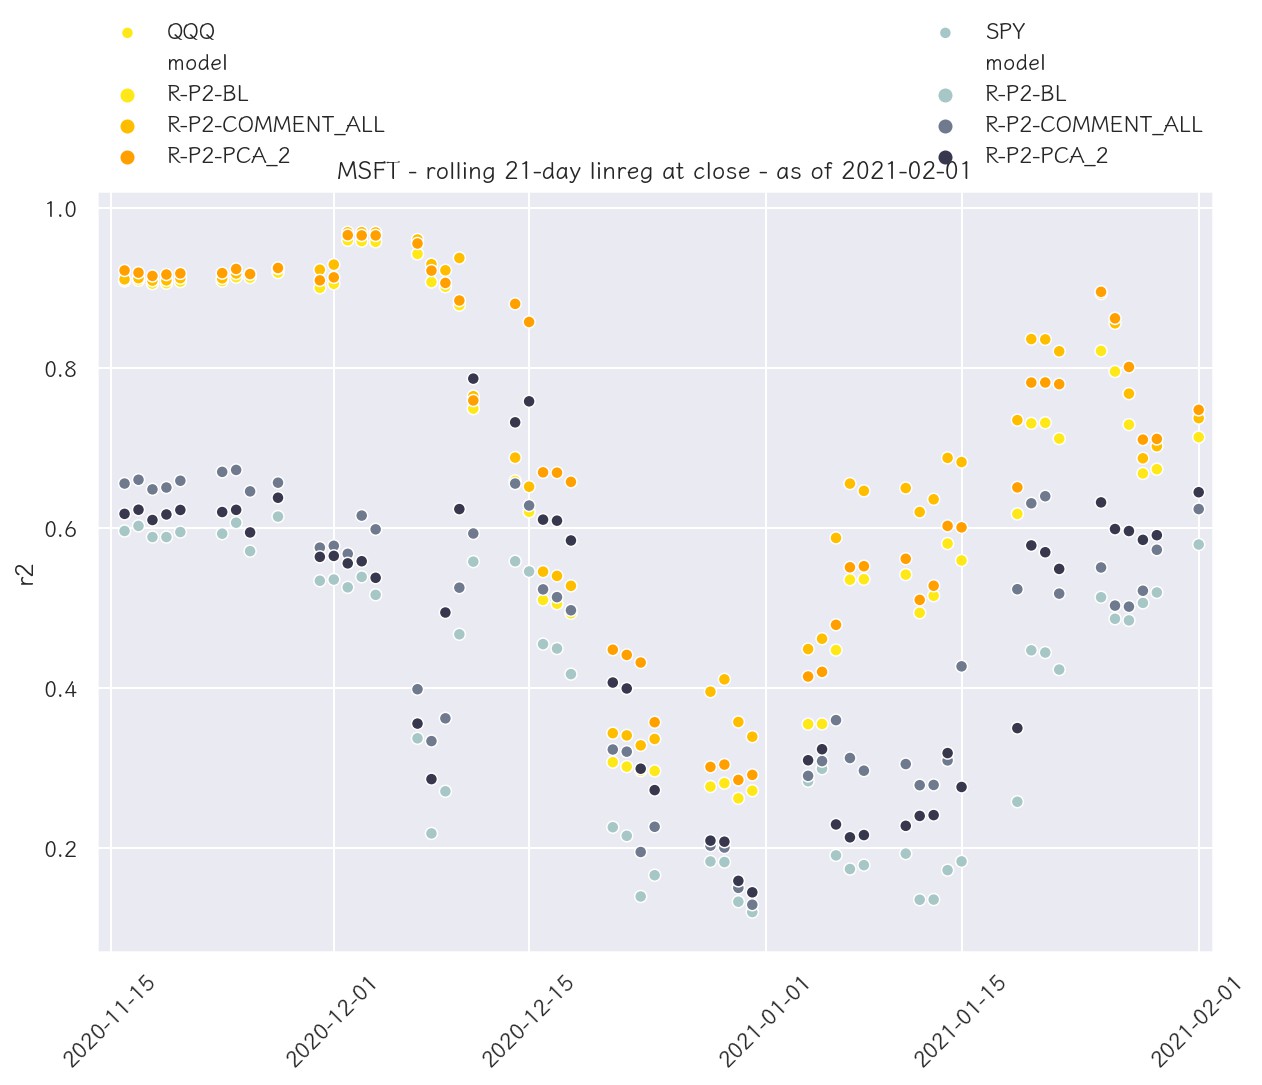 QQQ
model
R-P2-BL
R-P2-COMMENT_ALL
R-P2-PCA_2
SPY
model
R-P2-BL
R-P2-COMMENT_ALL
R-P2-PCA_2
MSFT - rolling 21-day linreg at close - as of 2021-02-01
1.0
0.8
0.6
0.4
0.2
r2
2020-11-15
2020-12-01
2020-12-15
2021-01-01
2021-01-15
2021-02-01